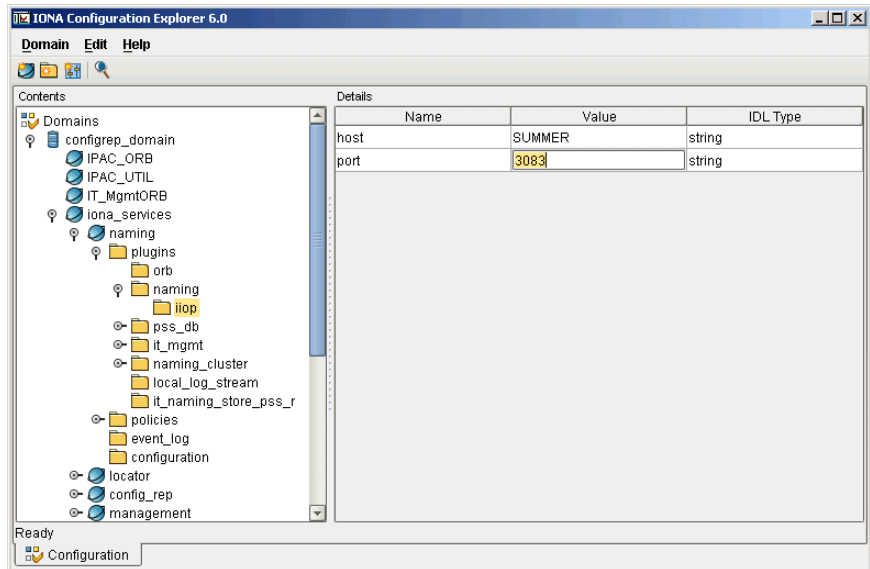 IONA Configuration Explorer 6.0
Domain Edit Help
Contents
Domains
configrep_domain
IPAC_ORB
IPAC_UTIL
IT_MgmtORB
iona_services
naming
plugins
orb
naming
iiop
pss_db
it_mgmt
naming_cluster
local_log_stream
it_naming_store_pss_r
policies
event_log
configuration
locator
config_rep
management
Details
Name Value IDL Type
host SUMMER string
port 3083 string
Ready
Configuration